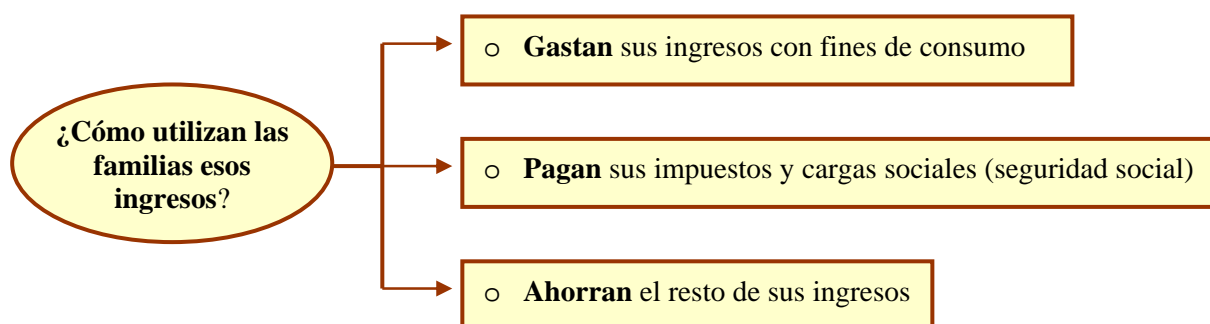 ¿Cómo utilizan las
familias esos
ingresos?
o Gastan sus ingresos con fines de consumo
o Pagan sus impuestos y cargas sociales (seguridad social)
o Ahorran el resto de sus ingresos